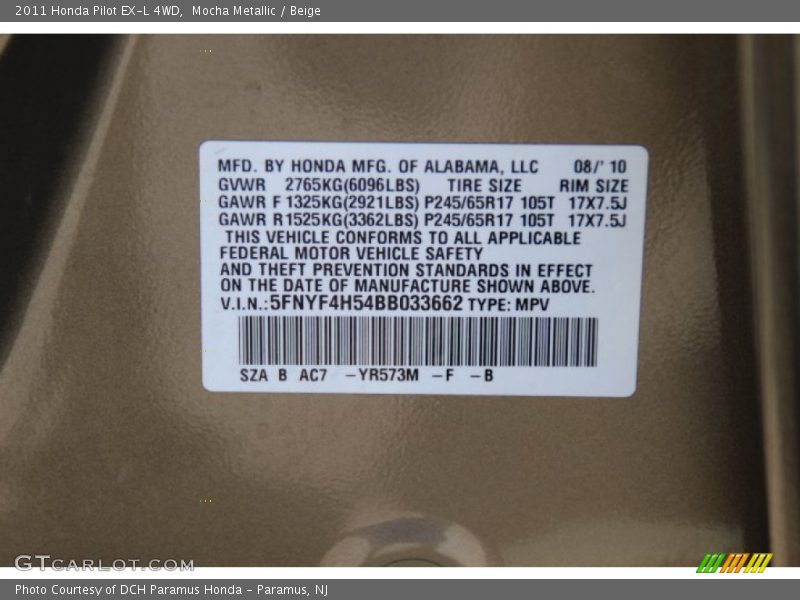 2011 Honda Pilot EX-L 4WD,  Mocha Metallic / Beige
MFD. BY HONDA MFG. OF ALABAMA, LLC 08/' 10
GVWR 2765KG(6096LBS) TIRE SIZE RIM SIZE
GAWR F 1325KG(2921LBS) P245/65R17 105T 17X7.5J
GAWR R1525KG(3362LBS) P245/65R17 105T 17X7.5J
THIS VEHICLE CONFORMS TO ALL APPLICABLE
FEDERAL MOTOR VEHICLE SAFETY
AND THEFT PREVENTION STANDARDS IN EFFECT
ON THE DATE OF MANUFACTURE SHOWN ABOVE.
V.I.N.: 5FNYF4H54BB033662 TYPE: MPV
SZA B AC7 -YR573M -F -B
GTCARLOT.COM
Photo Courtesy of DCH Paramus Honda - Paramus, NJ